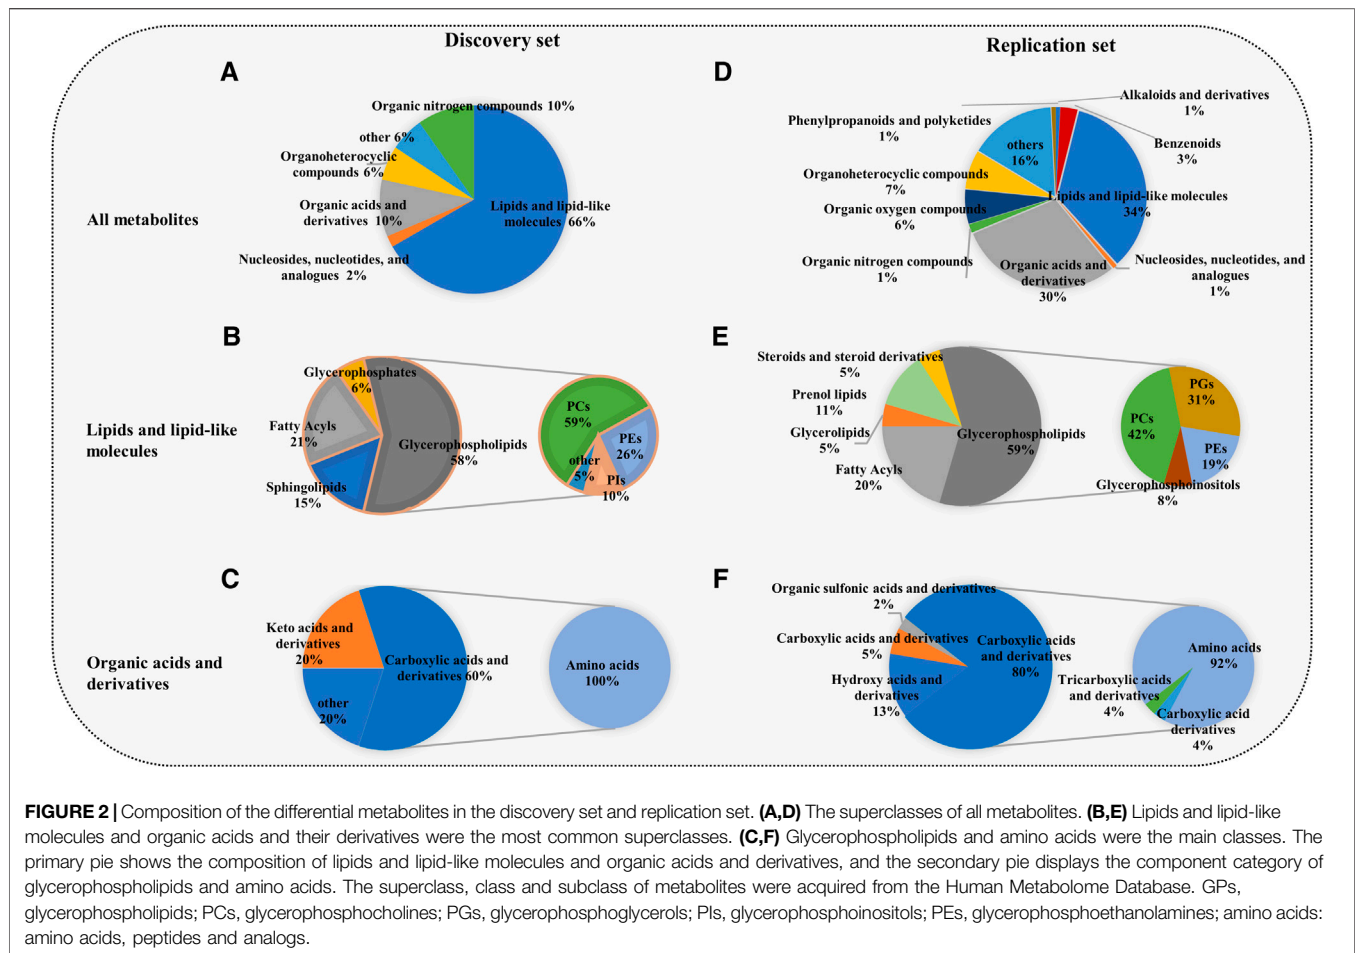 Discovery set
Replication set
A
Organic nitrogen compounds 10%
other 6%
Organoheterocyclic
compounds 6%
Organic acids and
derivatives 10%
Nucleosides, nucleotides, and
analogues 2%
Lipids and lipid-like
molecules 66%
All metabolites
D
Alkaloids and derivatives
1%
Phenylpropanoids and polyketides
1%
Benzenoids
3%
others
16%
Organoheterocyclic compounds
7%
Lipids and lipid-like molecules
34%
Organic oxygen compounds
6%
Organic nitrogen compounds
1%
Organic acids and
derivatives
30%
Nucleosides, nucleotides, and
analogues
1%
B
Glycerophosphates
6%
Fatty Acyls
21%
Glycerophospholipids
58%
Sphingolipids
15%
PCs
59%
PEs
26%
other
5%
PIs
10%
Lipids and lipid-like
molecules
E
Steroids and steroid derivatives
5%
Prenol lipids
11%
Glycerolipids
5%
Fatty Acyls
20%
Glycerophospholipids
59%
PGs
31%
PCs
42%
PEs
19%
Glycerophosphoinositols
8%
C
Keto acids and
derivatives
20%
Carboxylic acids and
derivatives 60%
other
20%
Amino acids
100%
Organic acids and
derivatives
F
Organic sulfonic acids and derivatives
2%
Carboxylic acids and derivatives
5%
Carboxylic acids
and derivatives
80%
Hydroxy acids and
derivatives
13%
Amino acids
92%
Tricarboxylic acids
and derivatives
4%
Carboxylic acid
derivatives
4%
FIGURE 2 | Composition of the differential metabolites in the discovery set and replication set. (A,D) The superclasses of all metabolites. (B,E) Lipids and lipid-like
molecules and organic acids and their derivatives were the most common superclasses. (C,F) Glycerophospholipids and amino acids were the main classes. The
primary pie shows the composition of lipids and lipid-like molecules and organic acids and derivatives, and the secondary pie displays the component category of
glycerophospholipids and amino acids. The superclass, class and subclass of metabolites were acquired from the Human Metabolome Database. GPs,
glycerophospholipids; PCs, glycerophosphocholines; PGs, glycerophosphoglycerols; PIs, glycerophosphoinositols; PEs, glycerophosphoethanolamines; amino acids:
amino acids, peptides and analogs.